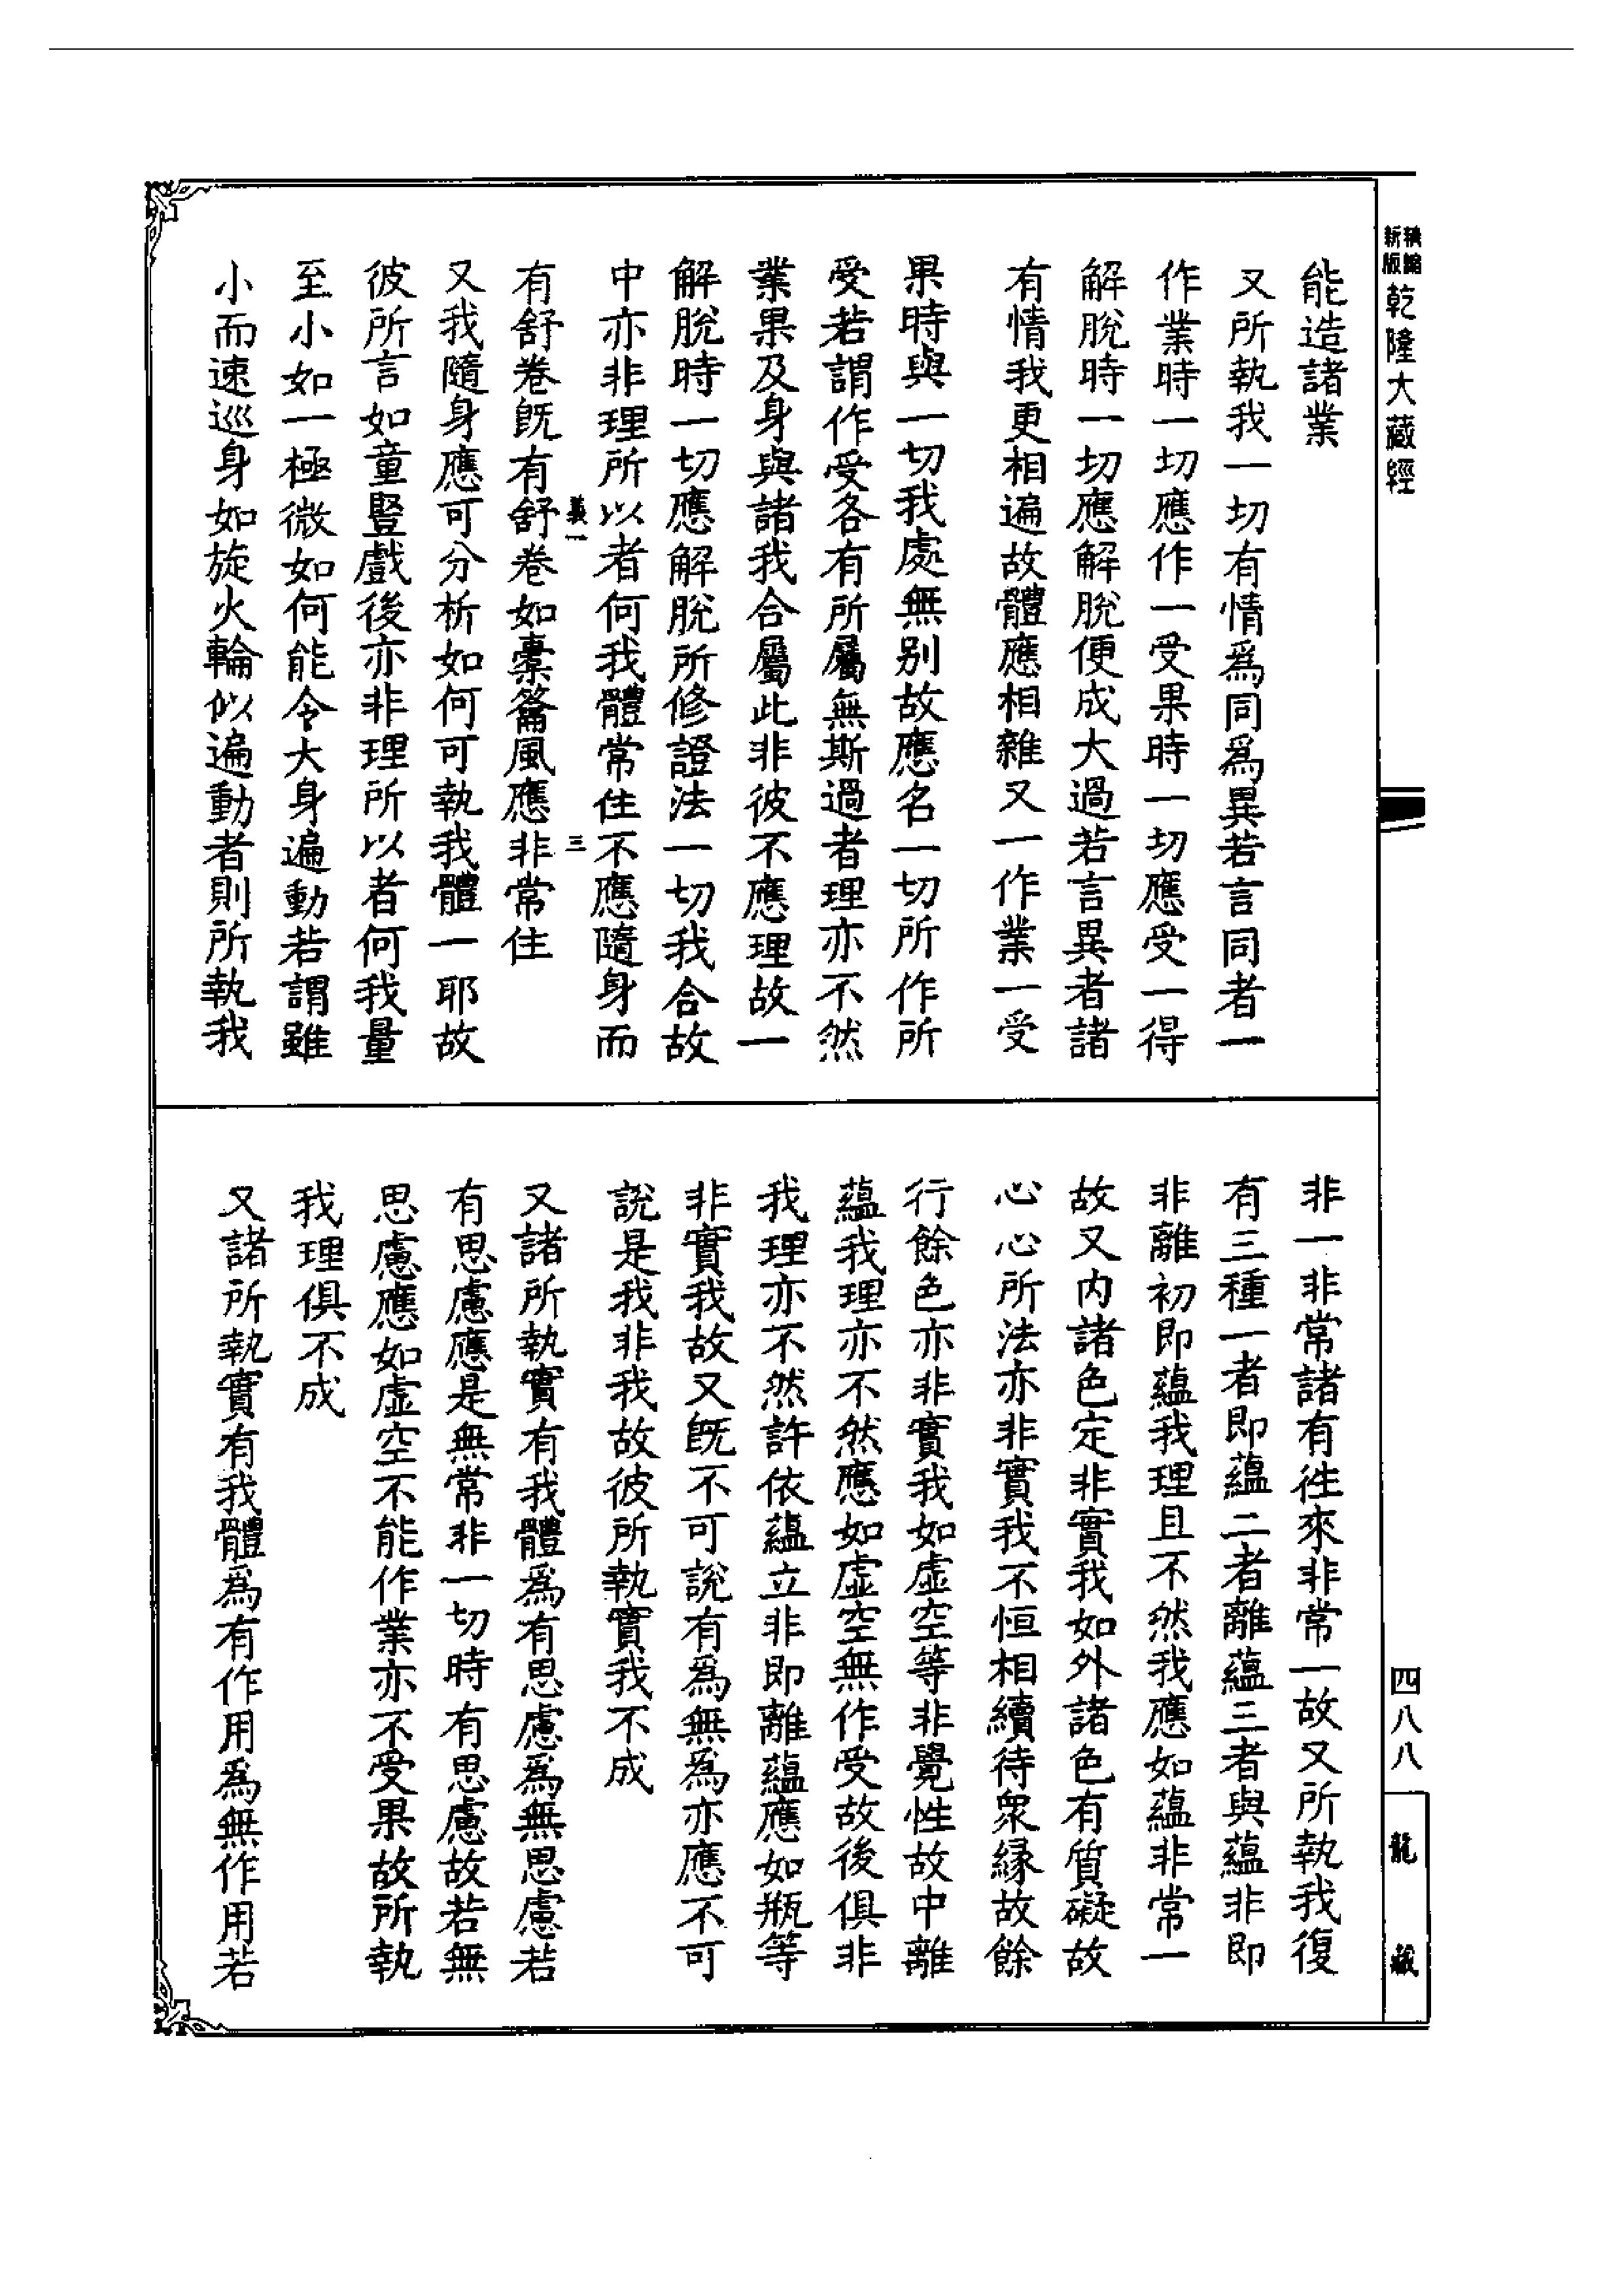 新版 精縮 乾隆大藏經
能造諸業
又所執我一切有情爲同爲異若言同者一
作業時一切應作一受果時一切應受一得
解脫時一切應解脫便成大過若言異者諸
有情我更相遍故體應相雜又一作業一受
果時與一切我處無別故應名一切所作所
受若謂作受各有所屬無斯過者理亦不然
業果及身與諸我合屬此非彼不應理故一
解脫時一切應解脫所修證法一切我合故
中亦非理所以者何我體常住不應隨身而
義一 三
有舒卷既有舒卷如橐籥風應非常住
又我隨身應可分析如何可執我體一耶故
彼所言如童豎戲後亦非理所以者何我量
至小如一極微如何能令大身遍動若謂雖
小而速巡身如旋火輪似遍動者則所執我
非一非常諸有往來非常一故又所執我復
有三種一者即蘊二者離蘊三者與蘊非即
非離初即蘊我理且不然我應如蘊非常一
故又內諸色定非實我如外諸色有質礙故
心心所法亦非實我不恒相續待衆緣故餘
行餘色亦非實我如虛空等非覺性故中離
蘊我理亦不然應如虛空無作受故後俱非
我理亦不然許依蘊立非即離蘊應如瓶等
非實我故又既不可說有爲無爲亦應不可
說是我非我故彼所執實我不成
又諸所執實有我體爲有思慮爲無思慮若
有思慮應是無常非一切時有思慮故若無
思慮應如虛空不能作業亦不受果故所執
我理俱不成
又諸所執實有我體爲有作用爲無作用若
四八八
龍藏